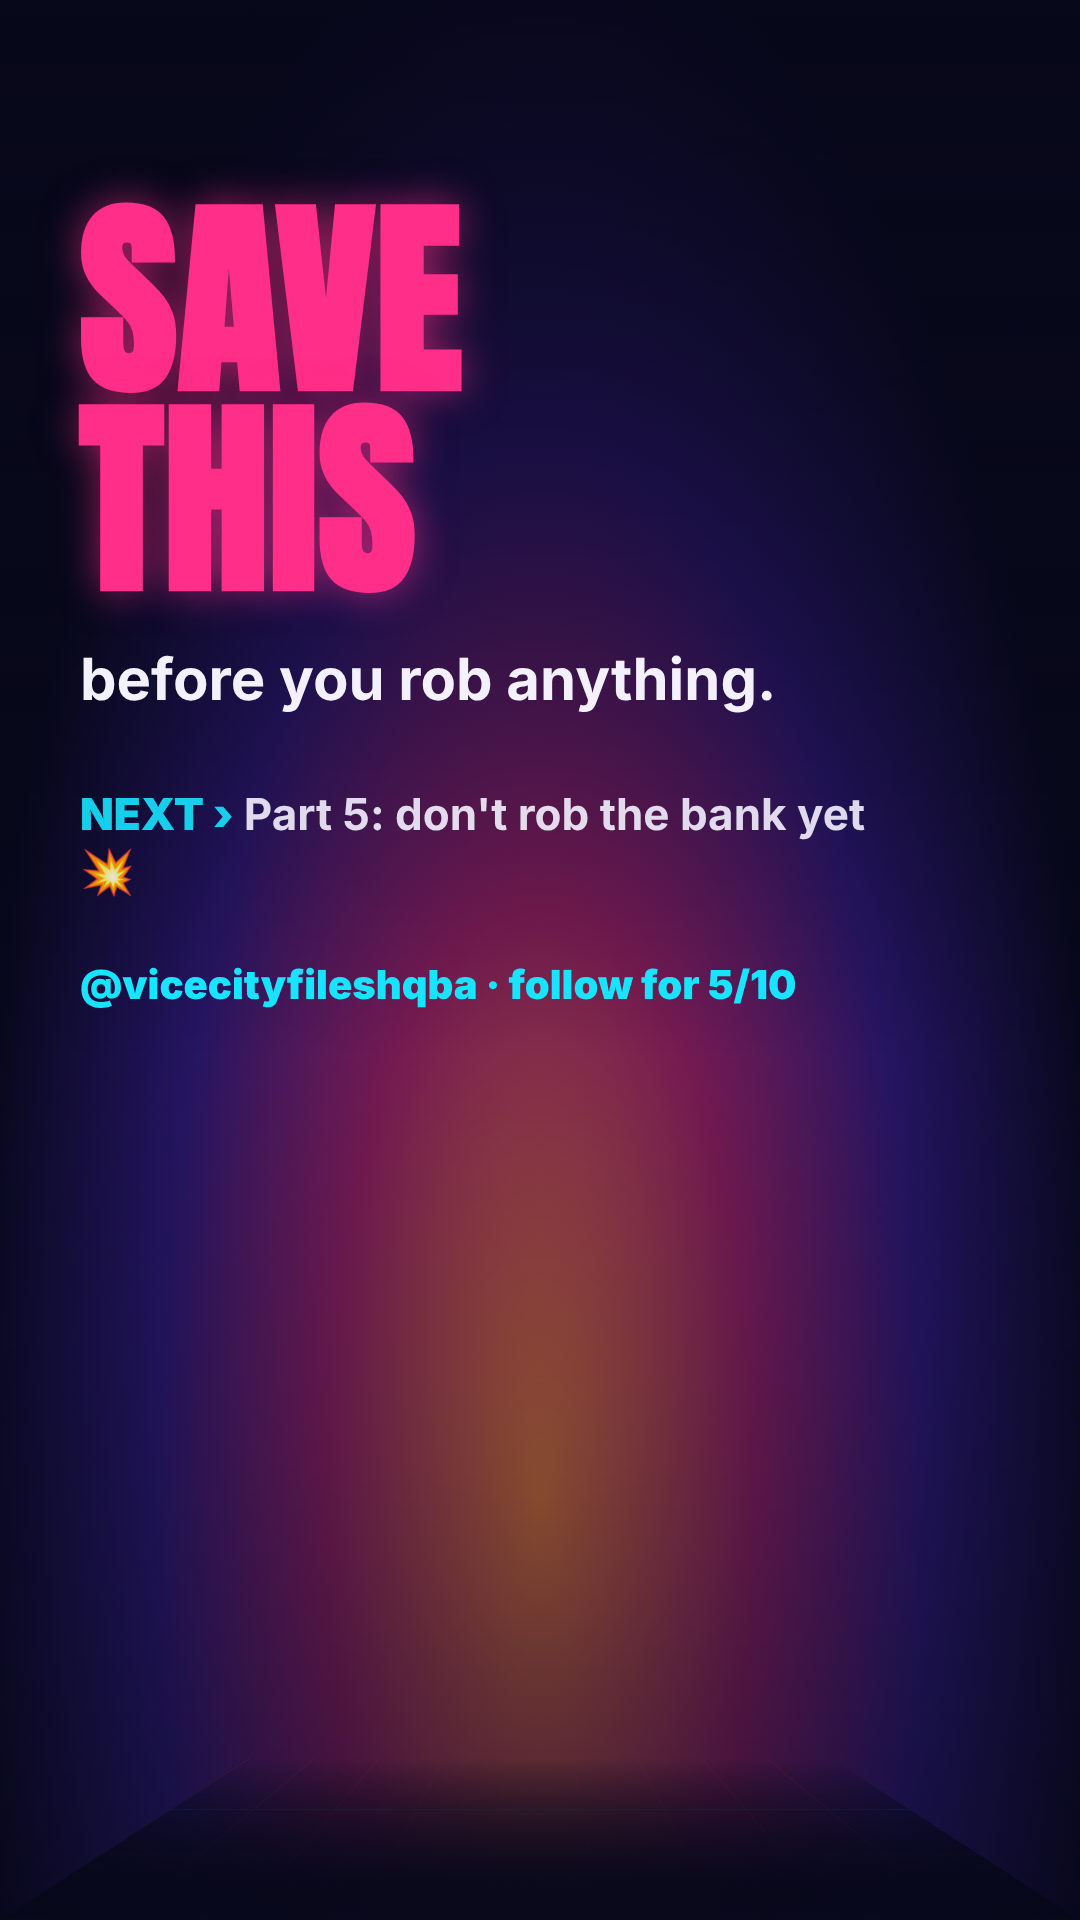 SAVE
THIS
before you rob anything.
NEXT › Part 5: don't rob the bank yet
💥
@vicecityfileshqba · follow for 5/10